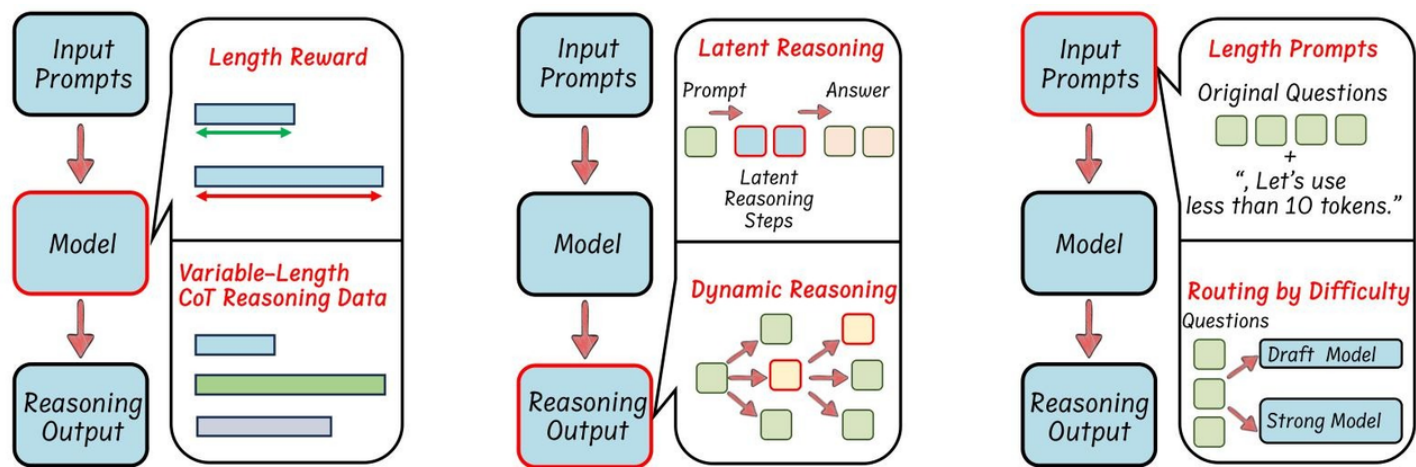 Input
Prompts
Model
Reasoning
Output
Length Reward
Variable-Length
CoT Reasoning Data
Input
Prompts
Model
Reasoning
Output
Latent Reasoning
Prompt
Answer
Latent
Reasoning
Steps
Dynamic Reasoning
Input
Prompts
Model
Reasoning
Output
Length Prompts
Original Questions
+
“, Let’s use
less than 10 tokens.”
Routing by Difficulty
Questions
Draft Model
Strong Model